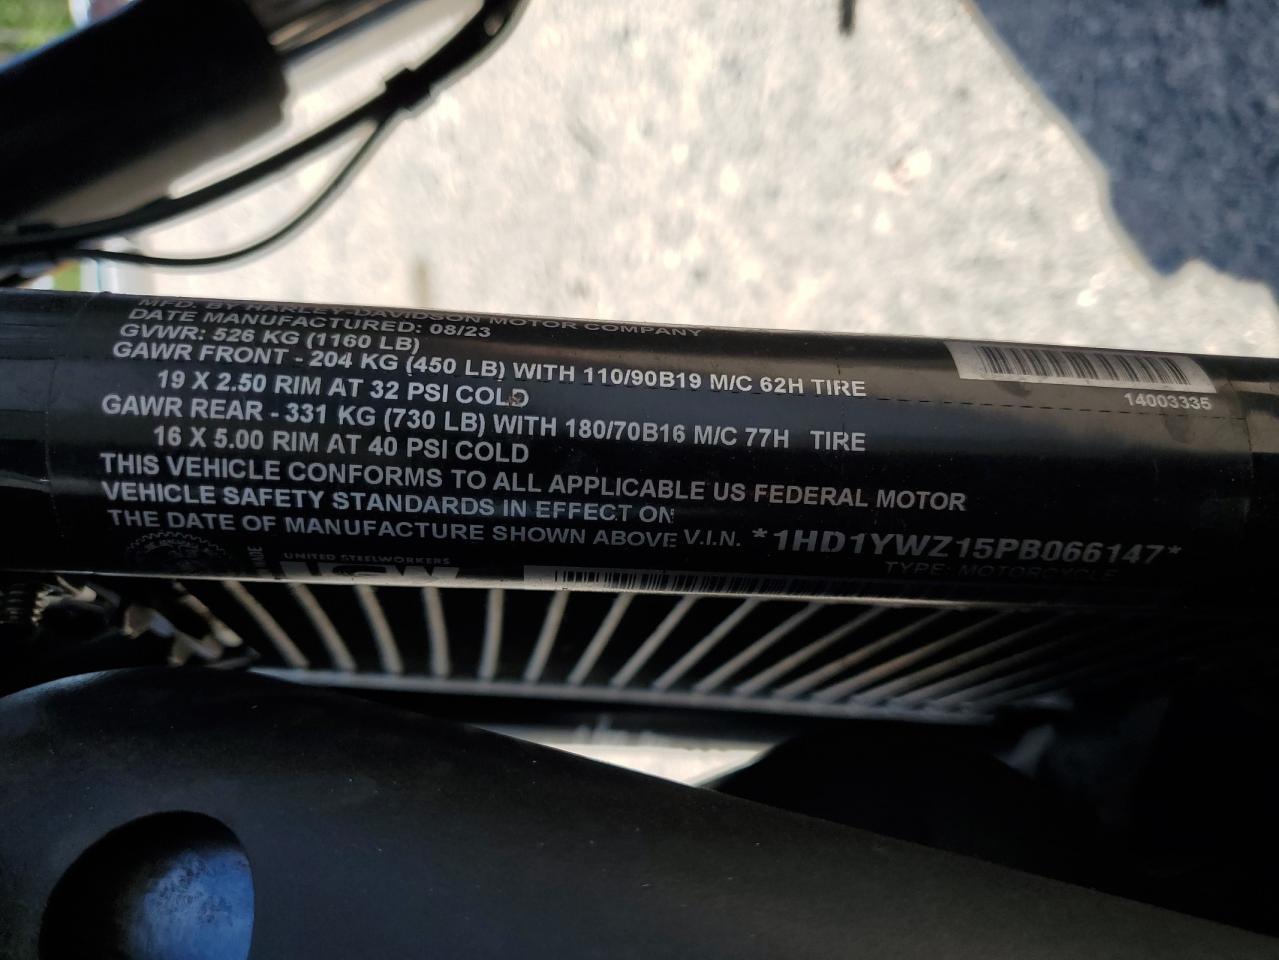 MFD. BY HARLEY-DAVIDSON MOTOR COMPANY
DATE MANUFACTURED: 08/23
GVWR: 526 KG (1160 LB)
GAWR FRONT - 204 KG (450 LB) WITH 110/90B19 M/C 62H TIRE
19 X 2.50 RIM AT 32 PSI COLD
GAWR REAR - 331 KG (730 LB) WITH 180/70B16 M/C 77H TIRE
16 X 5.00 RIM AT 40 PSI COLD
THIS VEHICLE CONFORMS TO ALL APPLICABLE US FEDERAL MOTOR
VEHICLE SAFETY STANDARDS IN EFFECT ON
THE DATE OF MANUFACTURE SHOWN ABOVE V.I.N. *1HD1YWZ15PB066147*
TYPE: MOTORCYCLE
UNITED STEELWORKERS
14003335